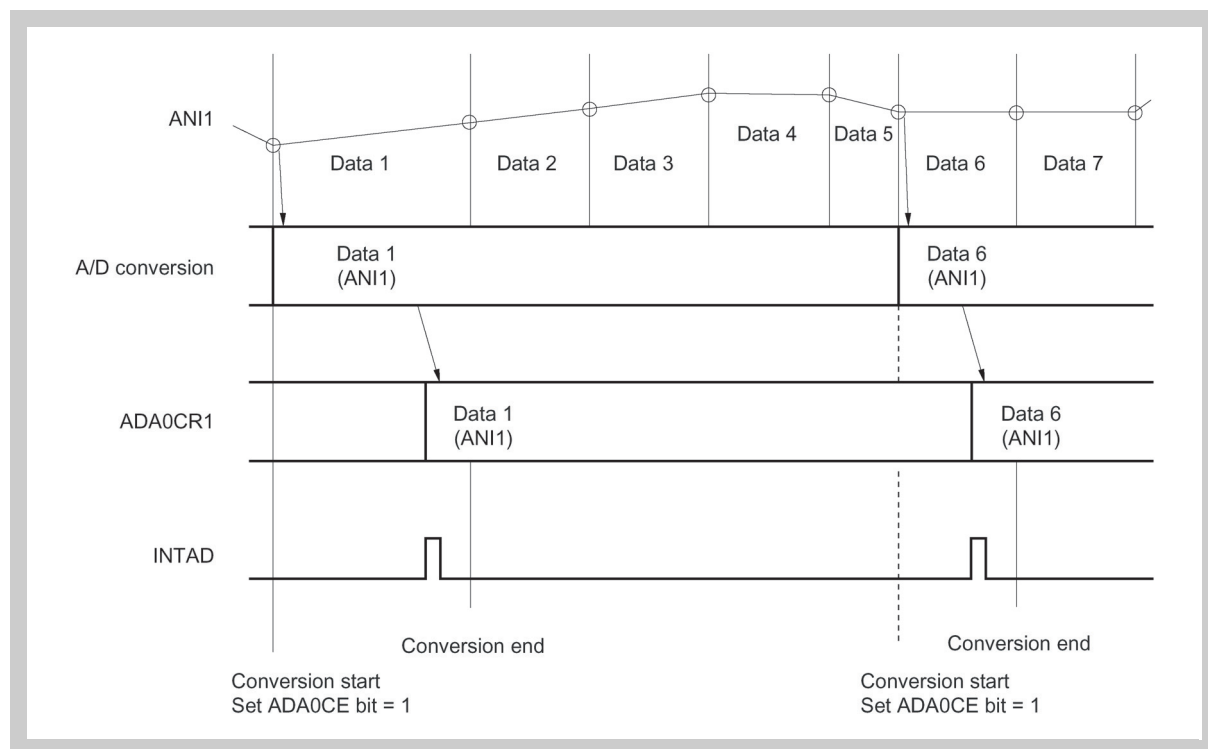 ANI1
Data 1
Data 2
Data 3
Data 4
Data 5
Data 6
Data 7
A/D conversion
Data 1
(ANI1)
Data 6
(ANI1)
ADA0CR1
Data 1
(ANI1)
Data 6
(ANI1)
INTAD
Conversion end
Conversion end
Conversion start
Set ADA0CE bit = 1
Conversion start
Set ADA0CE bit = 1